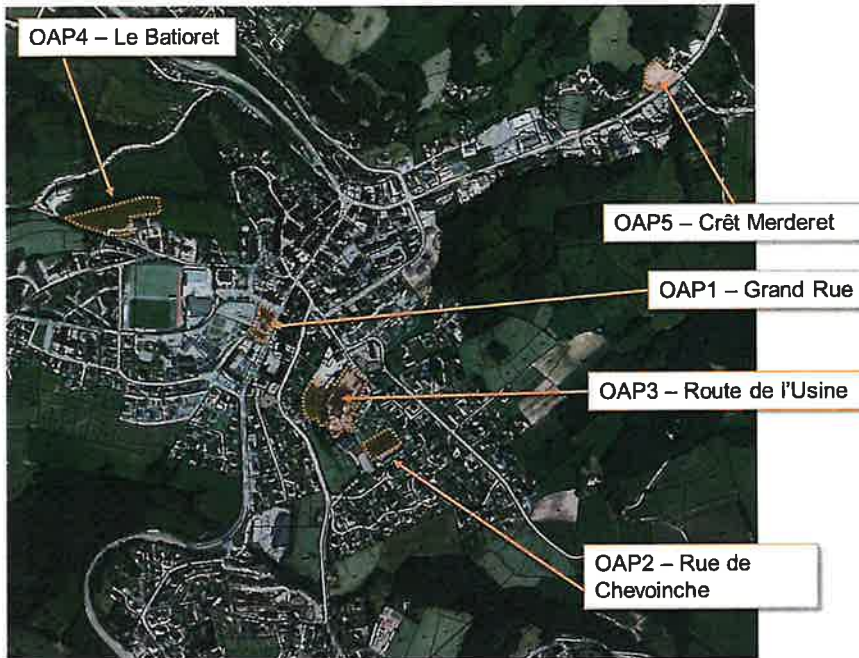 OAP4 – Le Batioret
OAP5 – Crêt Merderet
OAP1 – Grand Rue
OAP3 – Route de l'Usine
OAP2 – Rue de
Chevoinche